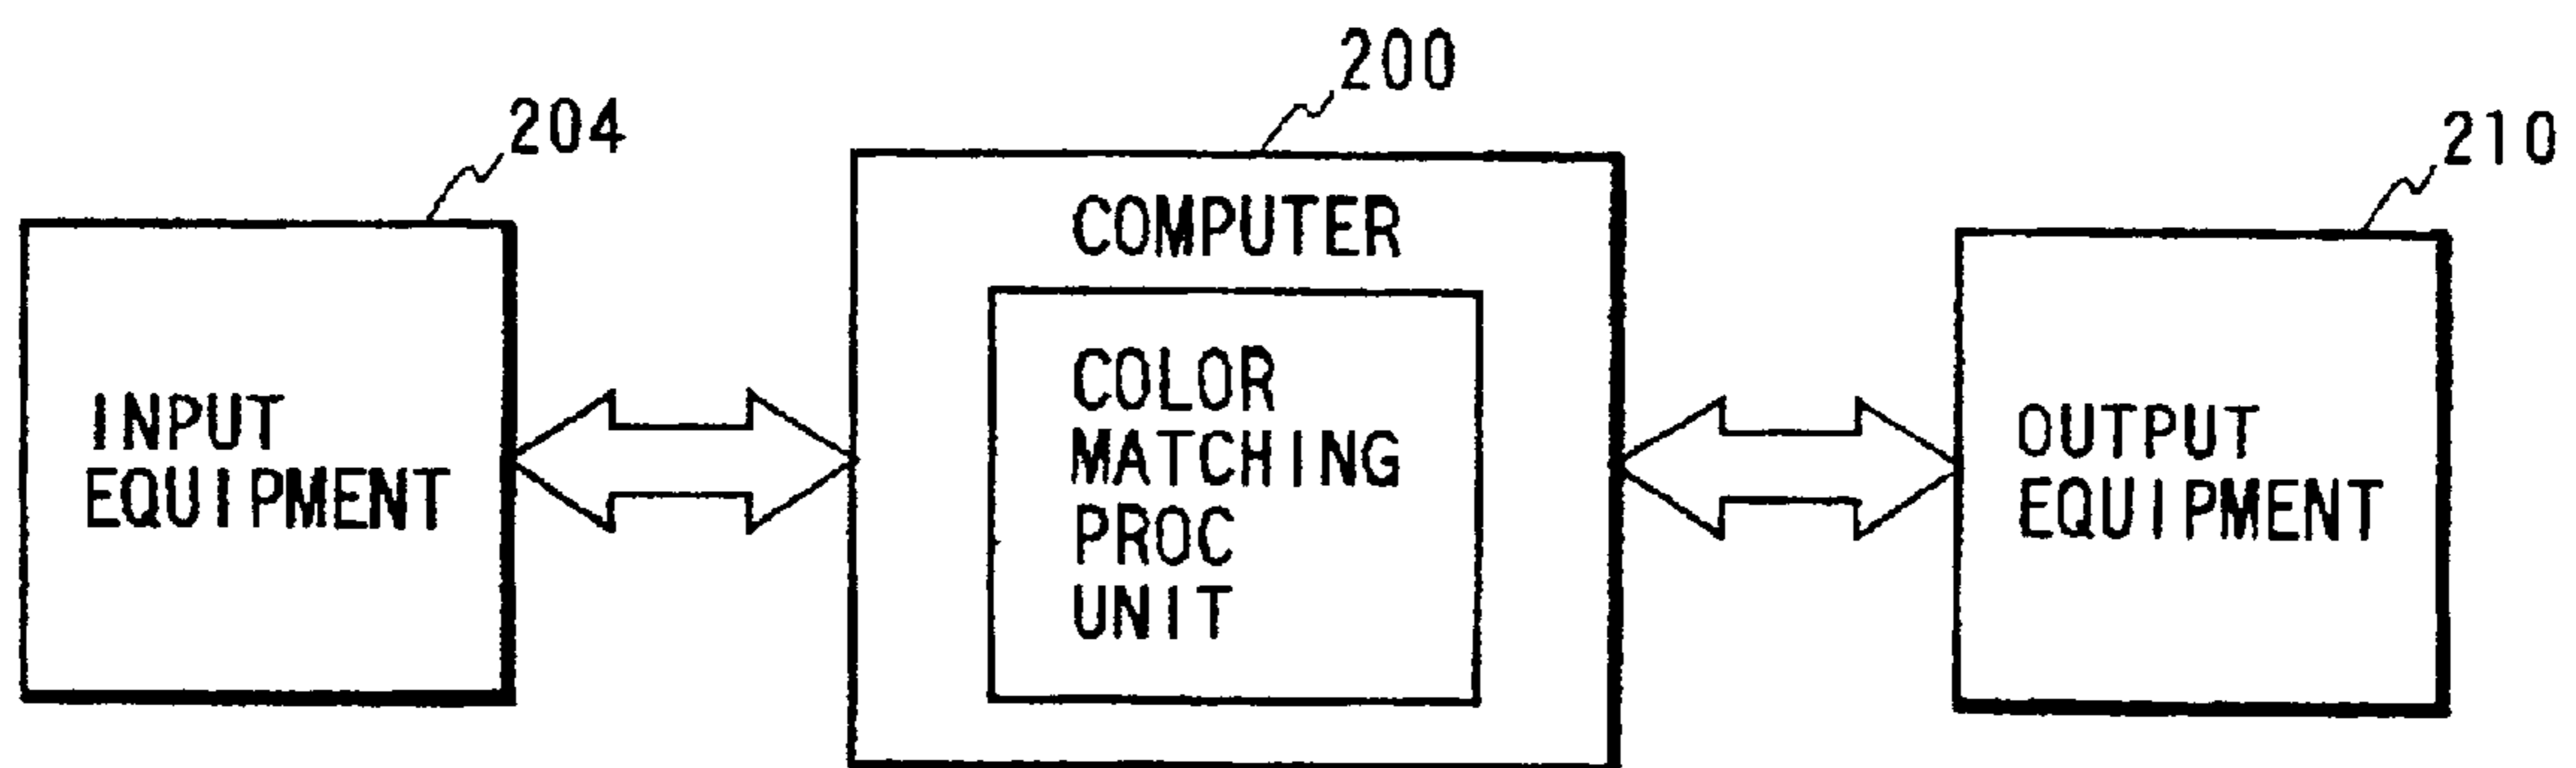 200
204
210
COMPUTER
INPUT
EQUIPMENT
COLOR
MATCHING
PROC
UNIT
OUTPUT
EQUIPMENT